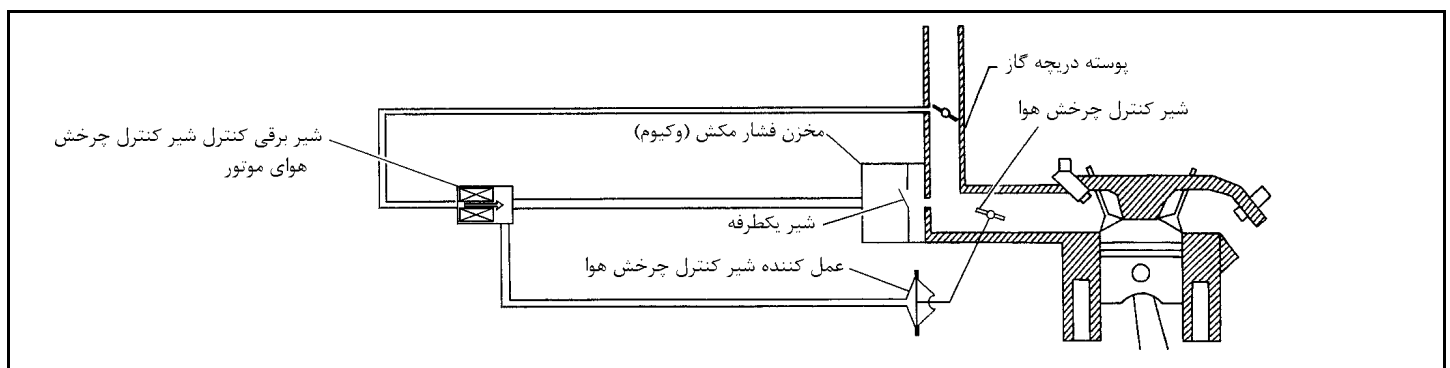 پوسته دریچه گاز
شیر کنترل چرخش هوا
مخزن فشار مکش (وکیوم)
شیر برقی کنترل شیر کنترل چرخش
هوای موتور
شیر یکطرفه
عمل کننده شیر کنترل چرخش هوا